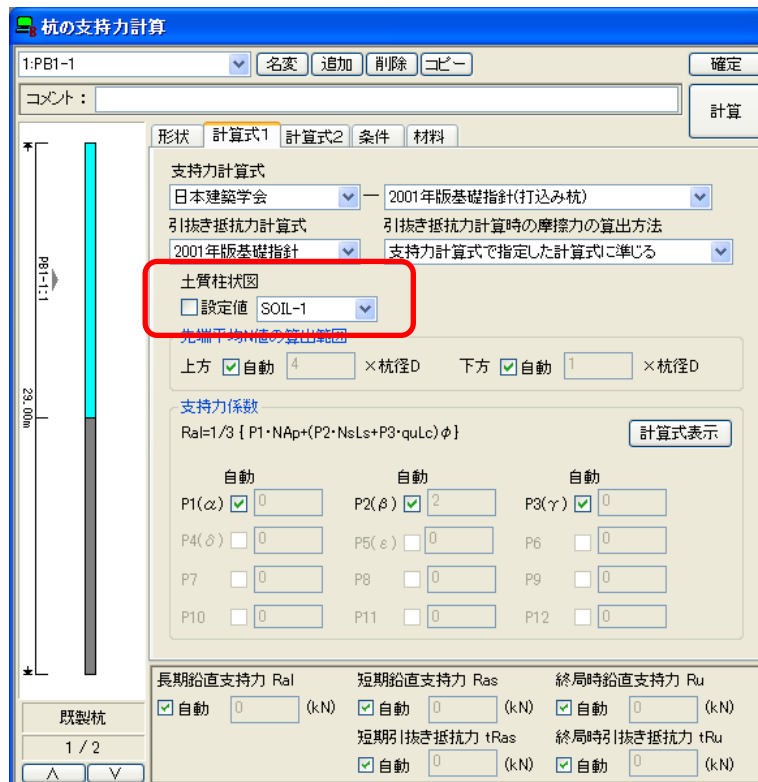 杭の支持力計算
1:PB1-1 名変 追加 削除 コピー 確定
コメント：
計算
形状 計算式1 計算式2 条件 材料
支持力計算式
日本建築学会 － 2001年版基礎指針(打込み杭)
引抜き抵抗力計算式 引抜き抵抗力計算時の摩擦力の算出方法
2001年版基礎指針 支持力計算式で指定した計算式に準じる
土質柱状図
設定値 SOIL-1
先端平均N値の算出範囲
上方 自動 4 ×杭径D 下方 自動 1 ×杭径D
支持力係数
Ral=1/3 { P1・NAp+(P2・NsLs+P3・quLc)φ}
計算式表示
自動 自動 自動
P1(α) 0 P2(β) 2 P3(γ) 0
P4(δ) 0 P5(ε) 0 P6 0
P7 0 P8 0 P9 0
P10 0 P11 0 P12 0
PB1-1:1
29.00m
既製杭
1 / 2
∧ ∨
長期鉛直支持力 Ral 短期鉛直支持力 Ras 終局時鉛直支持力 Ru
自動 0 (kN) 自動 0 (kN) 自動 0 (kN)
短期引抜き抵抗力 tRas 終局時引抜き抵抗力 tRu
自動 0 (kN) 自動 0 (kN)